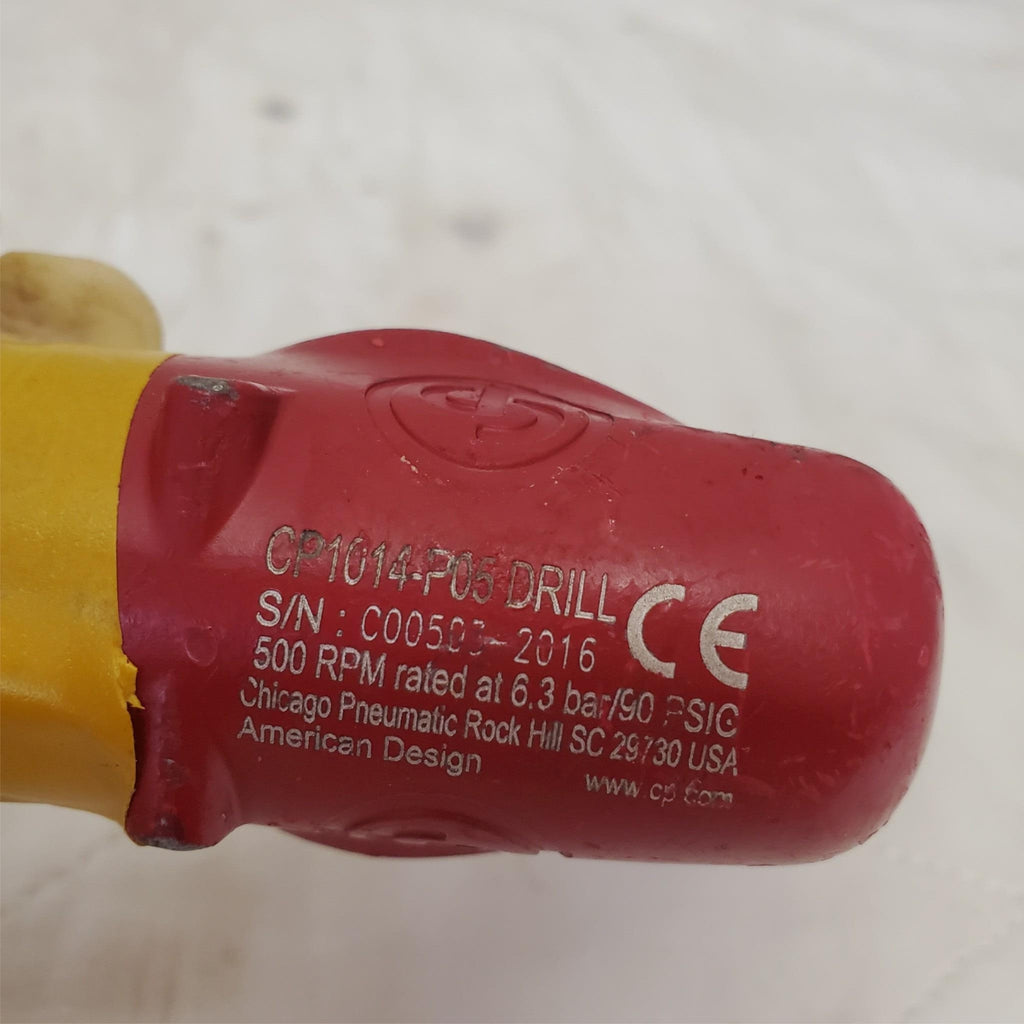 CP1014-P05 DRILL
CE
S/N : 2016
500 RPM rated at 6.3 bar/90 PSIG
Chicago Pneumatic Rock Hill SC 29730 USA
American Design
www.cp.com